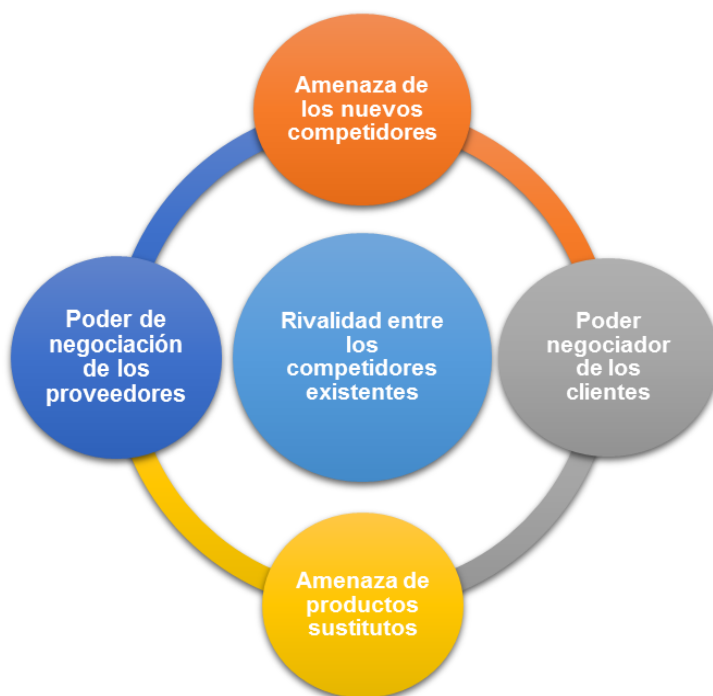 Amenaza de
los nuevos
competidores
Poder de
negociación
de los
proveedores
Rivalidad entre
los
competidores
existentes
Poder
negociador
de los
clientes
Amenaza de
productos
sustitutos